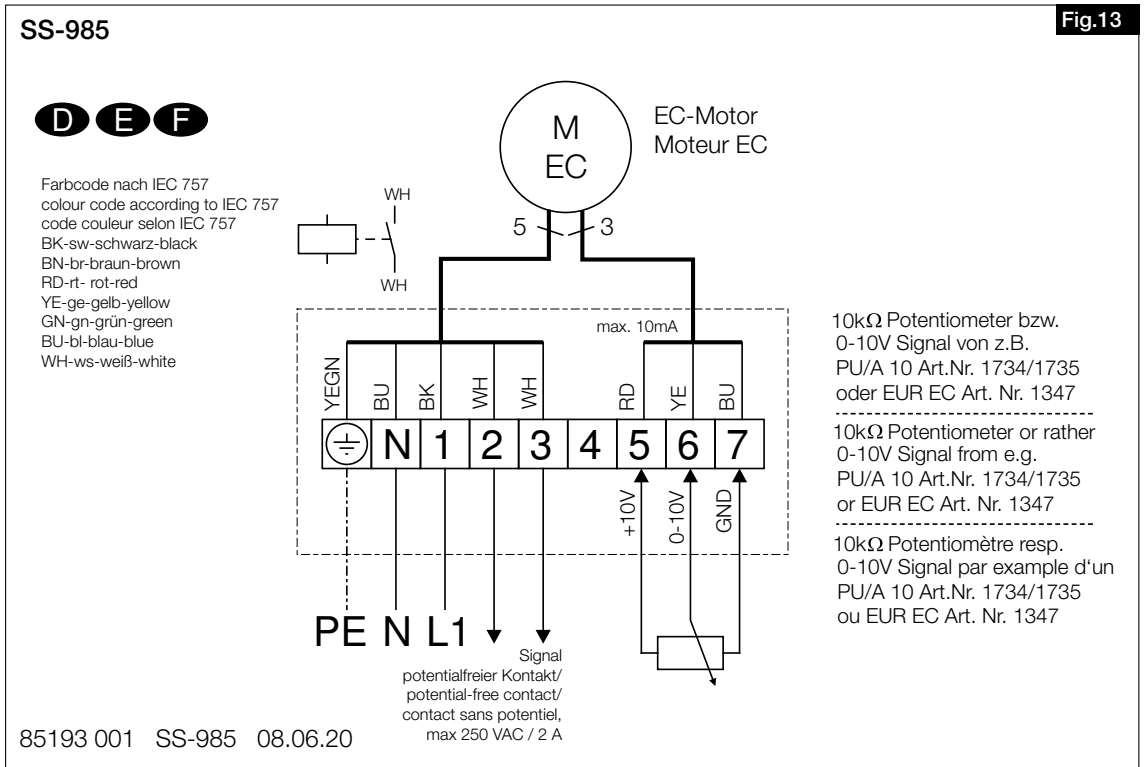 SS-985
Fig.13
D E F
EC-Motor
Moteur EC
M
EC
Farbcode nach IEC 757
colour code according to IEC 757
code couleur selon IEC 757
BK-sw-schwarz-black
BN-br-braun-brown
RD-rt- rot-red
YE-ge-gelb-yellow
GN-gn-grün-green
BU-bl-blau-blue
WH-ws-weiß-white
WH
WH
5 3
max. 10mA
YEGN BU BK WH WH RD YE BU
N 1 2 3 4 5 6 7
+10V 0-10V GND
PE N L1
Signal
potentialfreier Kontakt/
potential-free contact/
contact sans potentiel,
max 250 VAC / 2 A
10kΩ Potentiometer bzw.
0-10V Signal von z.B.
PU/A 10 Art.Nr. 1734/1735
oder EUR EC Art. Nr. 1347
10kΩ Potentiometer or rather
0-10V Signal from e.g.
PU/A 10 Art.Nr. 1734/1735
or EUR EC Art. Nr. 1347
10kΩ Potentiomètre resp.
0-10V Signal par example d‘un
PU/A 10 Art.Nr. 1734/1735
ou EUR EC Art. Nr. 1347
85193 001 SS-985 08.06.20